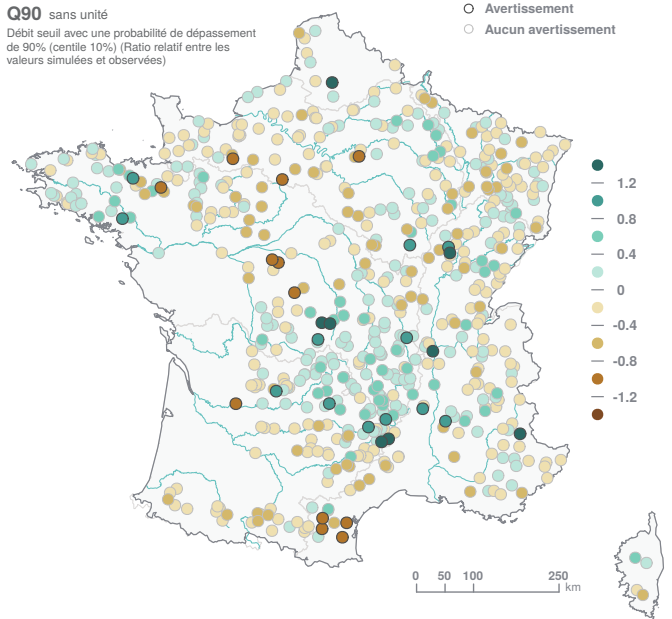 Q90 sans unité
Débit seuil avec une probabilité de dépassement
de 90% (centile 10%) (Ratio relatif entre les
valeurs simulées et observées)
Avertissement
Aucun avertissement
1.2
0.8
0.4
0
-0.4
-0.8
-1.2
0 50 100 250
km